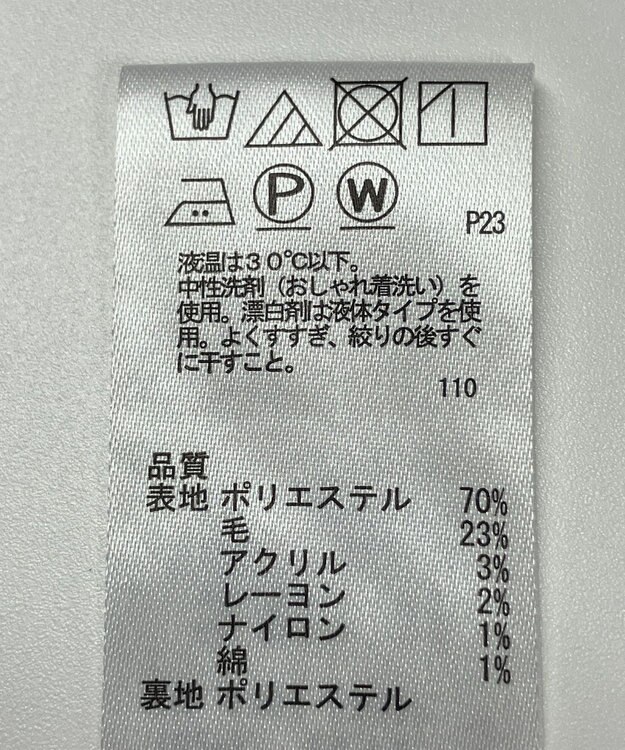 P W
P23
液温は30℃以下。
中性洗剤（おしゃれ着洗い）を
使用。漂白剤は液体タイプを使
用。よくすすぎ、絞りの後すぐ
に干すこと。
110
品質
表地 ポリエステル 70%
毛 23%
アクリル 3%
レーヨン 2%
ナイロン 1%
綿 1%
裏地 ポリエステル